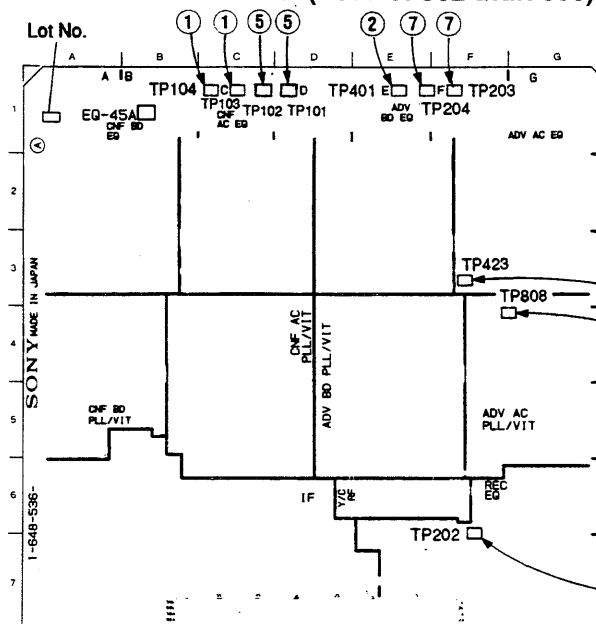 Lot No.
1 1 5 5 2 7 7
A B C D E F G
A B G
TP104 C D TP401 E F TP203
TP103 TP102 TP101 TP204
CNF AC EQ
ADV BD EQ
ADV AC EQ
EQ-45A
CNF BD EQ
A
1
2
3
4
5
6
7
TP423
TP808
SONY MADE IN JAPAN
CNF AC PLL/VIT
ADV BD PLL/VIT
CNF BD PLL/VIT
ADV AC PLL/VIT
IF
Y/C RF
REC EQ
TP202
1-648-536-